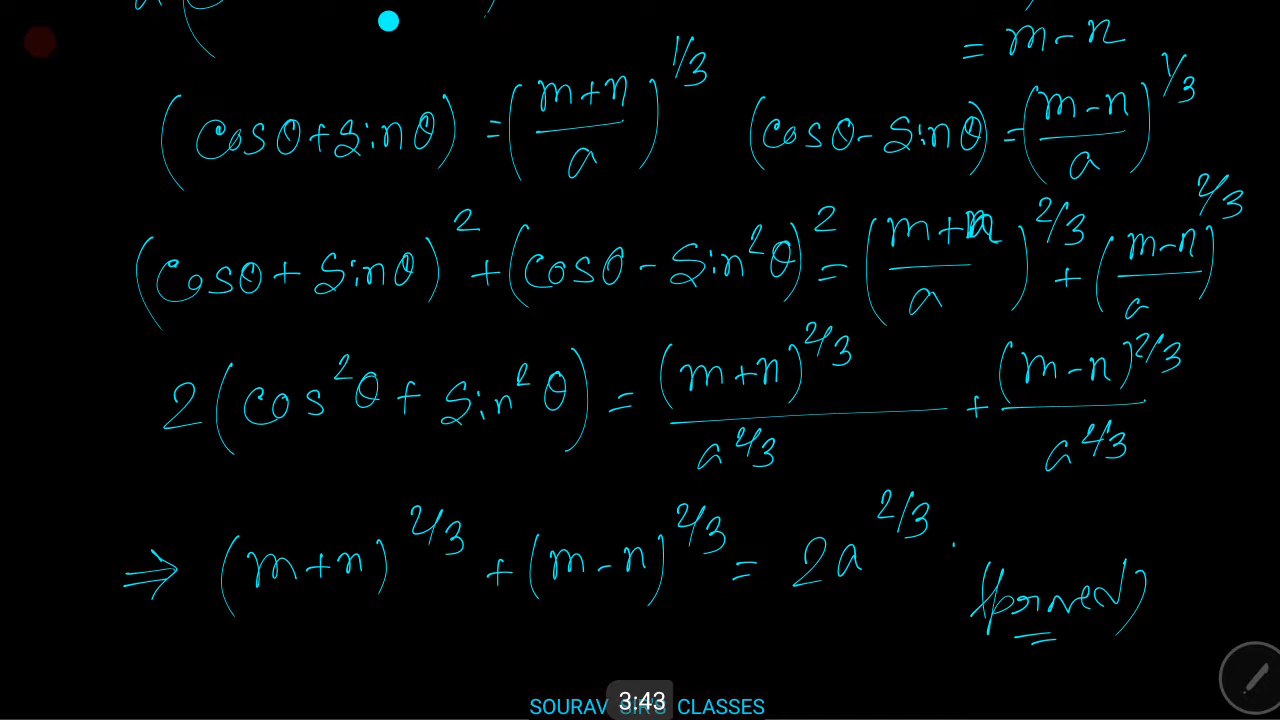 = m - n
(cosθ + sinθ) = ((m+n)/a)^1/3 (cosθ - sinθ) = ((m-n)/a)^1/3
(cosθ + sinθ)^2 + (cosθ - sin^2θ)^2 = ((m+n)/a)^2/3 + ((m-n)/a)^2/3
2(cos^2θ + sin^2θ) = (m+n)^2/3 / a^2/3 + (m-n)^2/3 / a^2/3
⇒ (m+n)^2/3 + (m-n)^2/3 = 2a^2/3 .
(proved)
SOURAV SIR'S CLASSES
3:43